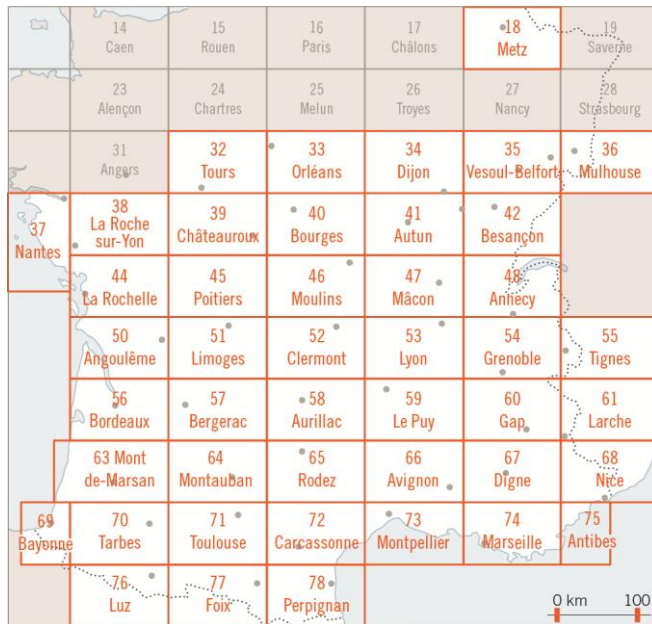 14
Caen
15
Rouen
16
Paris
17
Châlons
18
Metz
19
Saverne
23
Alençon
24
Chartres
25
Melun
26
Troyes
27
Nancy
28
Strasbourg
31
Angers
32
Tours
33
Orléans
34
Dijon
35
Vesoul-Belfort
36
Mulhouse
37
Nantes
38
La Roche
sur-Yon
39
Châteauroux
40
Bourges
41
Autun
42
Besançon
44
La Rochelle
45
Poitiers
46
Moulins
47
Mâcon
48
Annecy
50
Angoulême
51
Limoges
52
Clermont
53
Lyon
54
Grenoble
55
Tignes
56
Bordeaux
57
Bergerac
58
Aurillac
59
Le Puy
60
Gap
61
Larche
63 Mont
de-Marsan
64
Montauban
65
Rodez
66
Avignon
67
Digne
68
Nice
69
Bayonne
70
Tarbes
71
Toulouse
72
Carcassonne
73
Montpellier
74
Marseille
75
Antibes
76
Luz
77
Foix
78
Perpignan
0 km 100